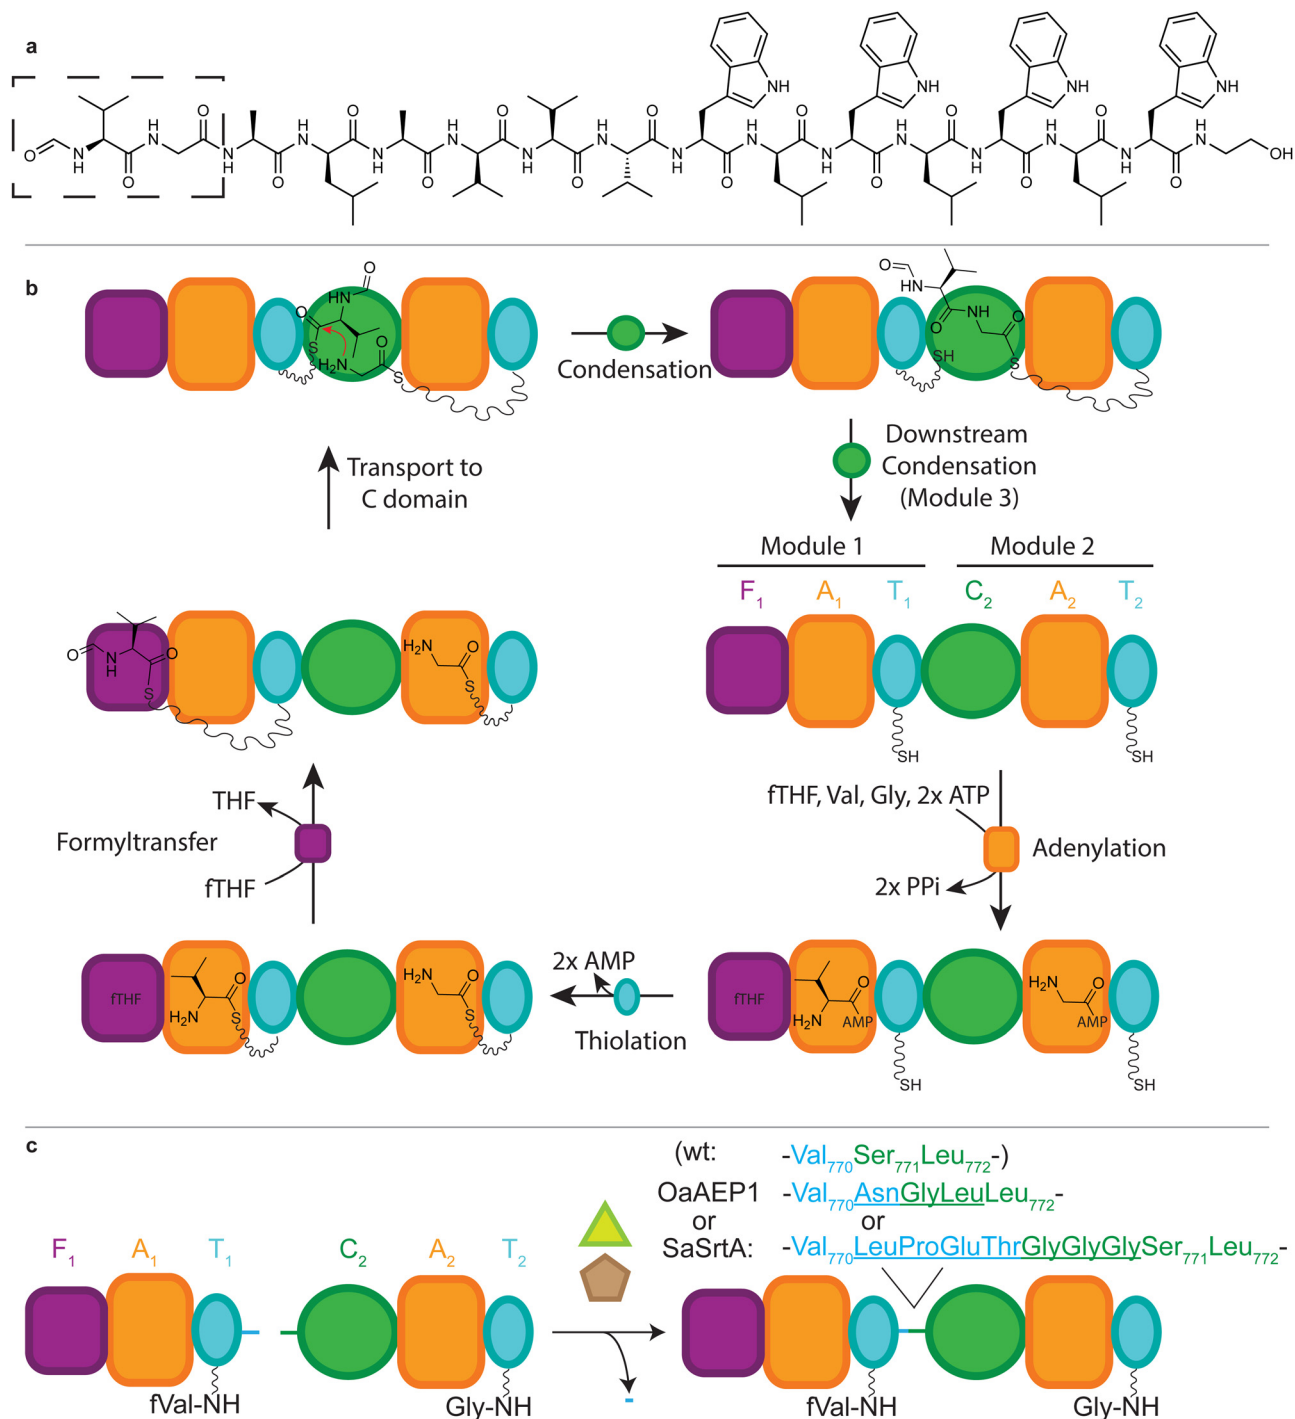 a
O
N
H
O
H
N
O
N
H
O
H
N
O
N
H
O
H
N
O
H
N
O
H
N
O
N
H
O
NH
H
N
O
N
H
O
NH
H
N
O
N
H
O
NH
H
N
O
N
H
O
NH
H
N
OH
b
O
HN
O
S
H₂N
O
S
Condensation
O
HN
O
NH
O
SH
S
Transport to
C domain
Downstream
Condensation
(Module 3)
Module 1
Module 2
F₁ A₁ T₁ C₂ A₂ T₂
O
N
H
O
S
H₂N
O
S
SH
SH
THF
Formyltransfer
fTHF
fTHF, Val, Gly, 2x ATP
Adenylation
2x PPi
fTHF
H₂N
O
S
H₂N
O
S
2x AMP
Thiolation
fTHF
H₂N
O
AMP
H₂N
O
AMP
SH
SH
c
(wt: -Val₇₇₀Ser₇₇₁Leu₇₇₂-)
OaAEP1 -Val₇₇₀AsnGlyLeuLeu₇₇₂-
or or
SaSrtA: -Val₇₇₀LeuProGluThrGlyGlyGlySer₇₇₁Leu₇₇₂-
F₁ A₁ T₁ C₂ A₂ T₂
fVal-NH Gly-NH
fVal-NH Gly-NH